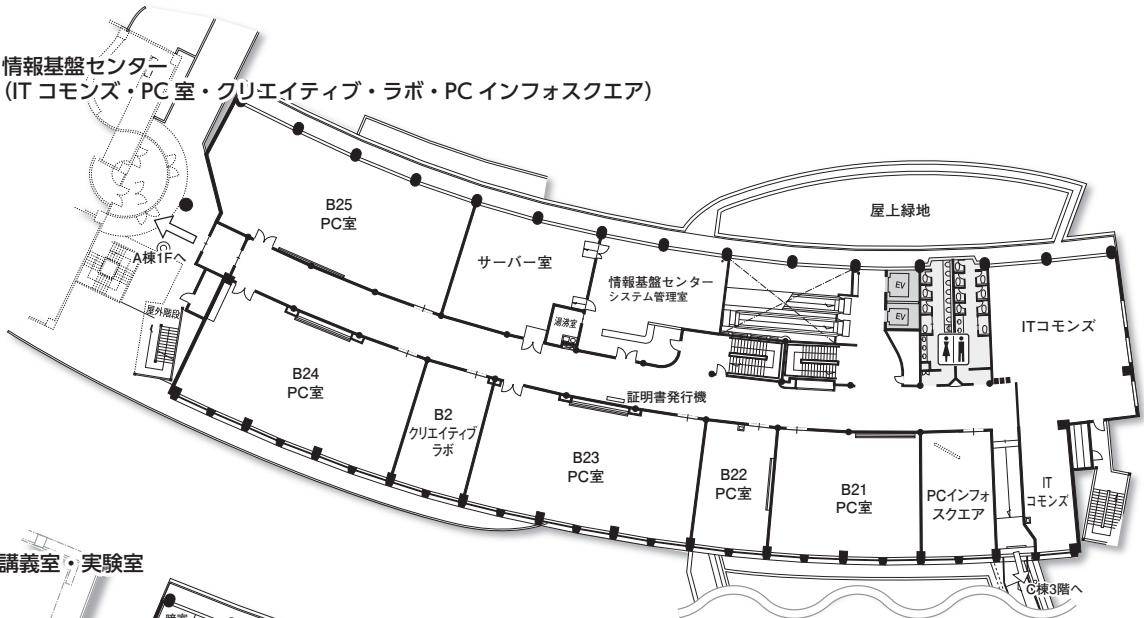 情報基盤センター
(IT コモンズ・PC 室・クリエイティブ・ラボ・PC インフォスクエア)
屋上緑地
B25
PC室
サーバー室
情報基盤センター
システム管理室
湯沸室
EV
EV
ITコモンズ
A棟1Fへ
屋外階段
B24
PC室
B2
クリエイティブ
ラボ
証明書発行機
B23
PC室
B22
PC室
B21
PC室
PCインフォ
スクエア
IT
コモンズ
C棟3階へ
講義室・実験室
暗室